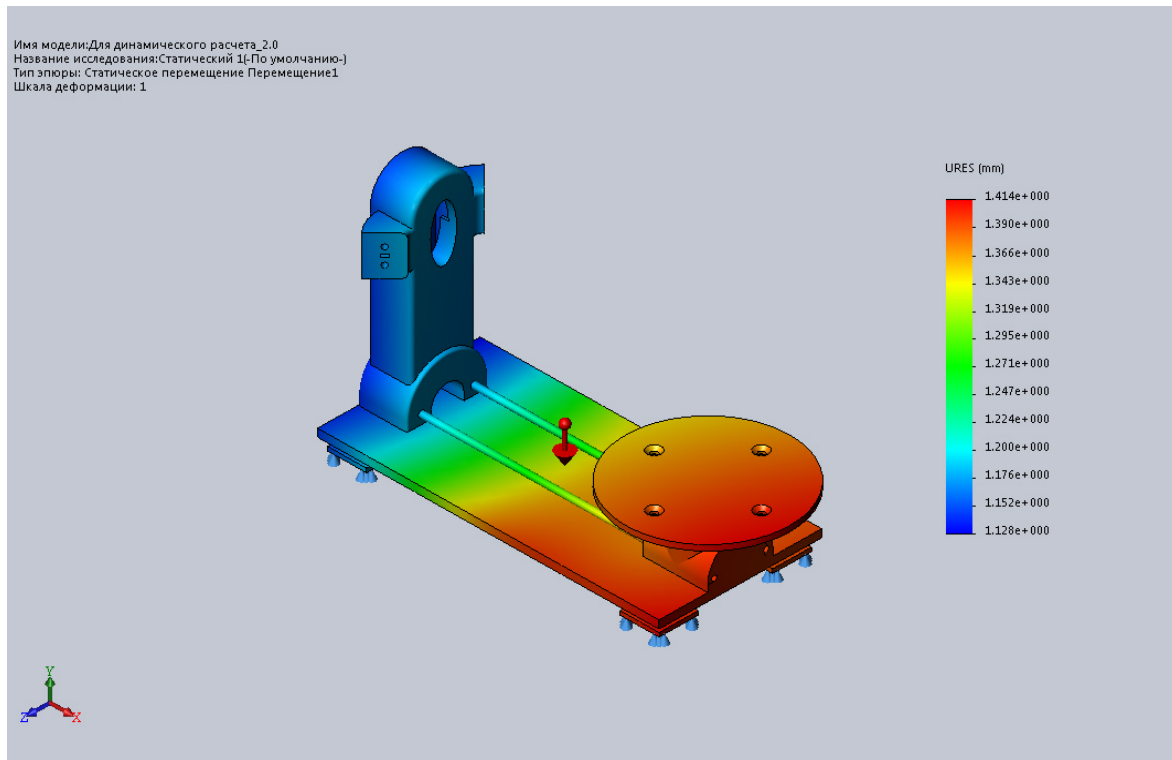 Имя модели:Для динамического расчета_2.0
Название исследования:Статический 1(-По умолчанию-)
Тип эпюры: Статическое перемещение Перемещение1
Шкала деформации: 1
URES (mm)
1.414e+000
1.390e+000
1.366e+000
1.343e+000
1.319e+000
1.295e+000
1.271e+000
1.247e+000
1.224e+000
1.200e+000
1.176e+000
1.152e+000
1.128e+000
Y
Z
X